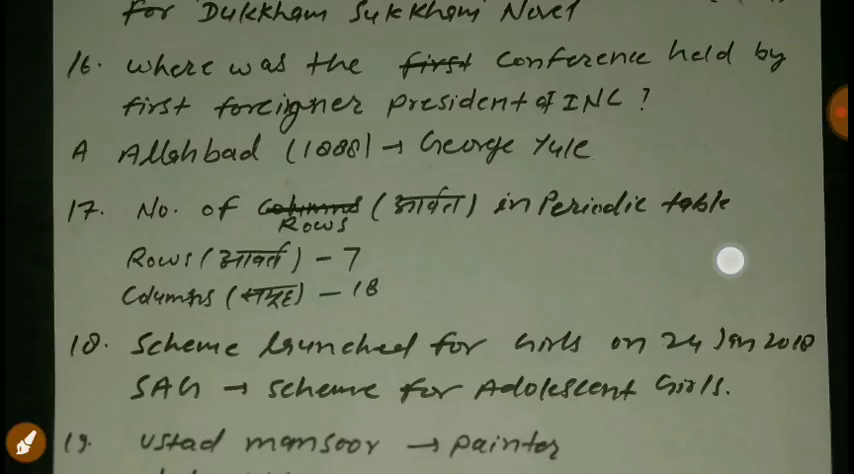 for Dukkham Sukkham Novel
16. where was the first conference held by
first foreigner president of INC ?
A Allahbad (1888) → George Yule
17. No. of columns (आवर्त) in Periodic table
Rows
Rows (आवर्त) - 7
Columns (समूह) - 18
18. Scheme launched for Girls on 24 Jan 2018
SAG → scheme for Adolescent Girls.
19. ustad mansoor → painter